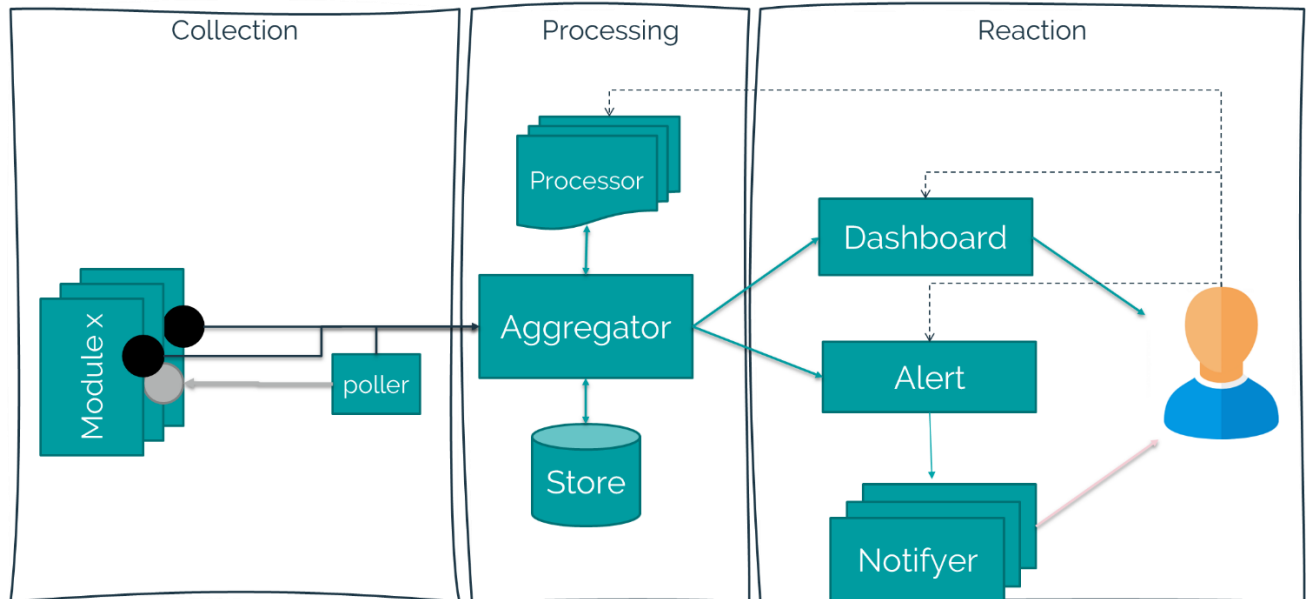 Collection
Processing
Reaction
Processor
Dashboard
Aggregator
Module x
poller
Alert
Store
Notifyer